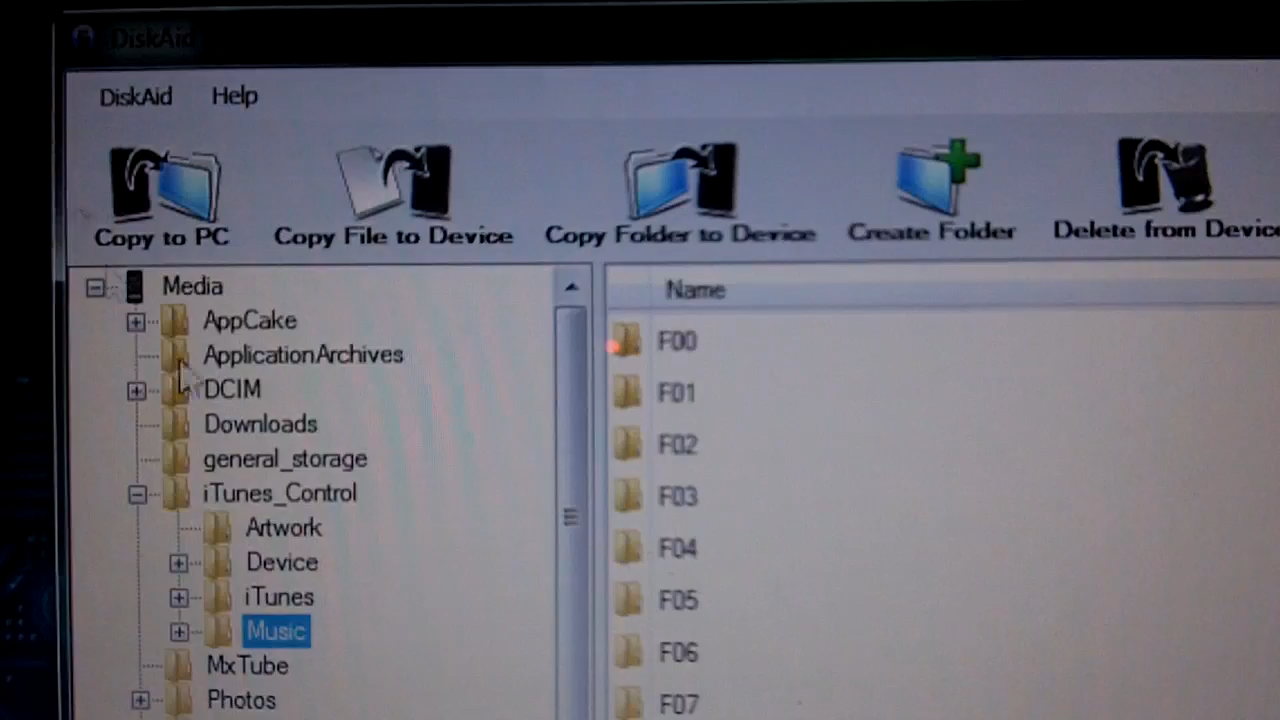 DiskAid
DiskAid Help
Copy to PC Copy File to Device Copy Folder to Device Create Folder Delete from Device
Media
AppCake
ApplicationArchives
DCIM
Downloads
general_storage
iTunes_Control
Artwork
Device
iTunes
Music
MxTube
Photos
Name
F00
F01
F02
F03
F04
F05
F06
F07